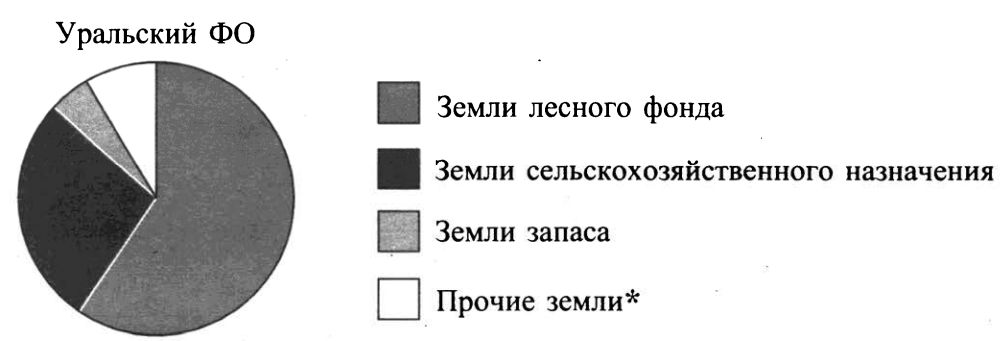 Уральский ФО
Земли лесного фонда
Земли сельскохозяйственного назначения
Земли запаса
Прочие земли*